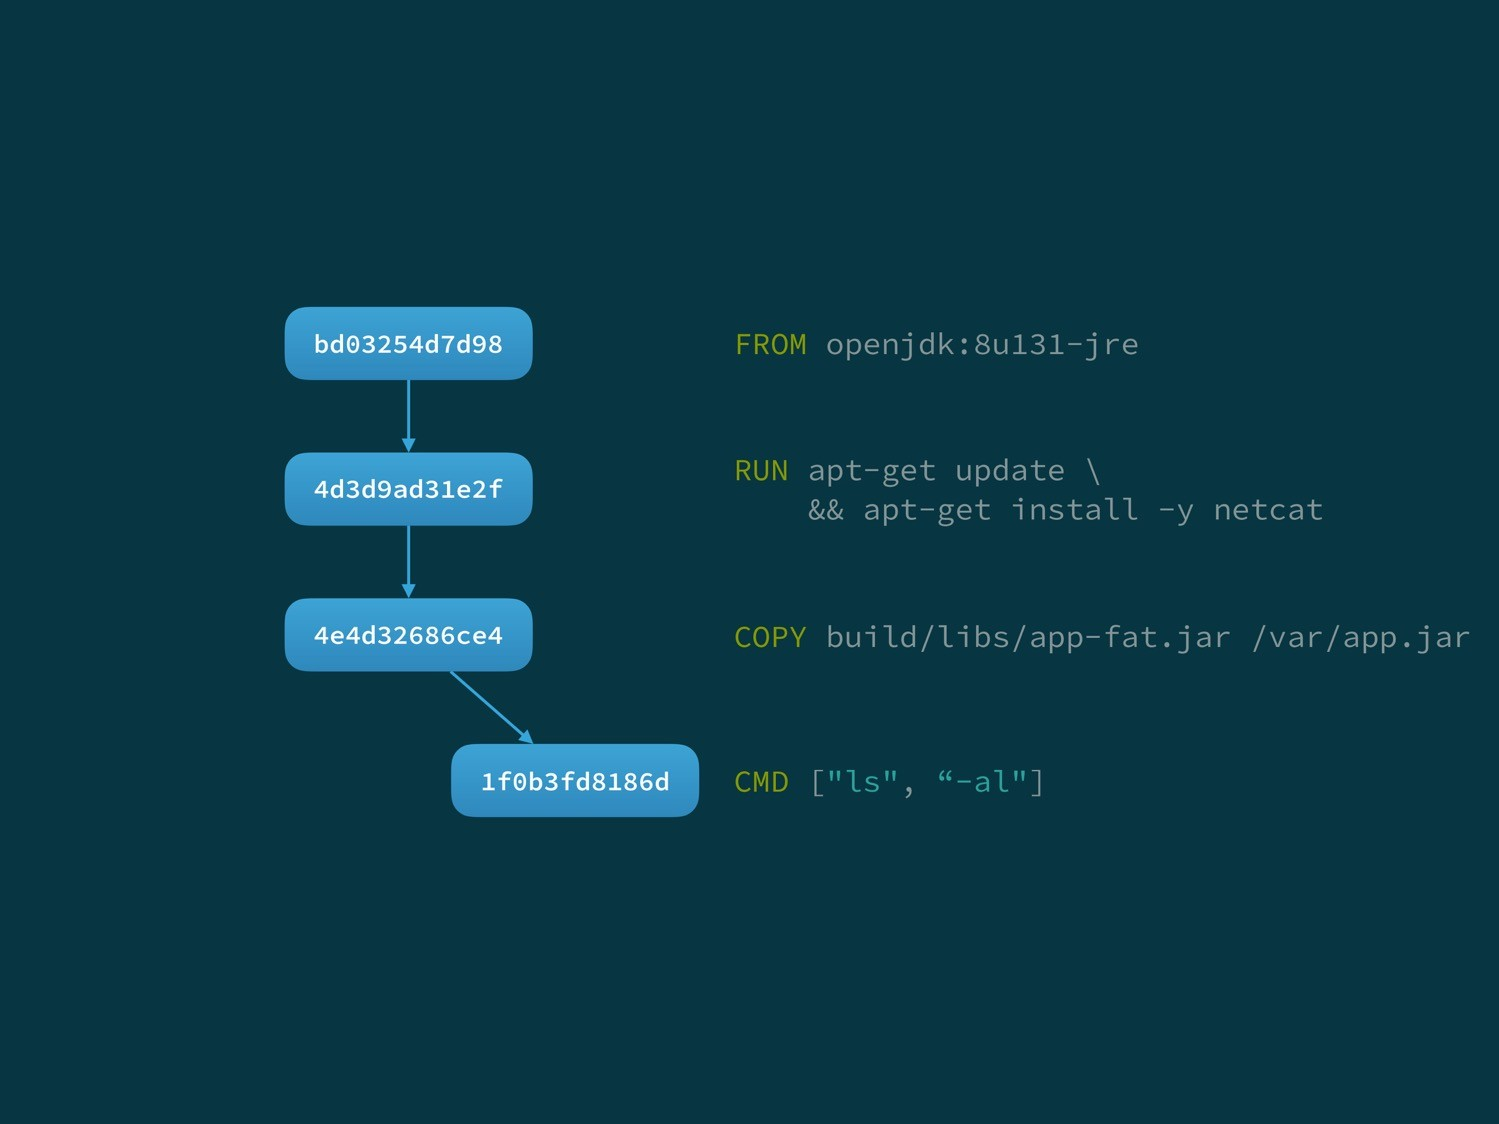 bd03254d7d98 FROM openjdk:8u131-jre
4d3d9ad31e2f RUN apt-get update \
&& apt-get install -y netcat
4e4d32686ce4 COPY build/libs/app-fat.jar /var/app.jar
1f0b3fd8186d CMD ["ls", “-al"]